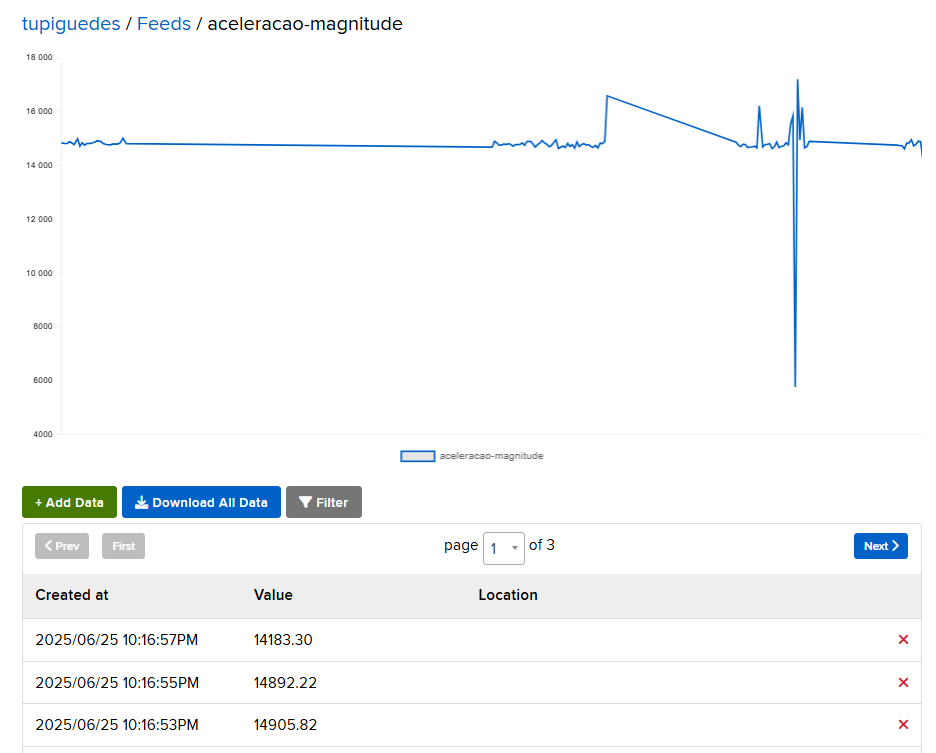 tupiguedes / Feeds / aceleracao-magnitude
18 000
16 000
14 000
12 000
10 000
8000
6000
4000
aceleracao-magnitude
+ Add Data Download All Data Filter
Prev First page 1 of 3 Next
Created at Value Location
2025/06/25 10:16:57PM 14183.30
2025/06/25 10:16:55PM 14892.22
2025/06/25 10:16:53PM 14905.82